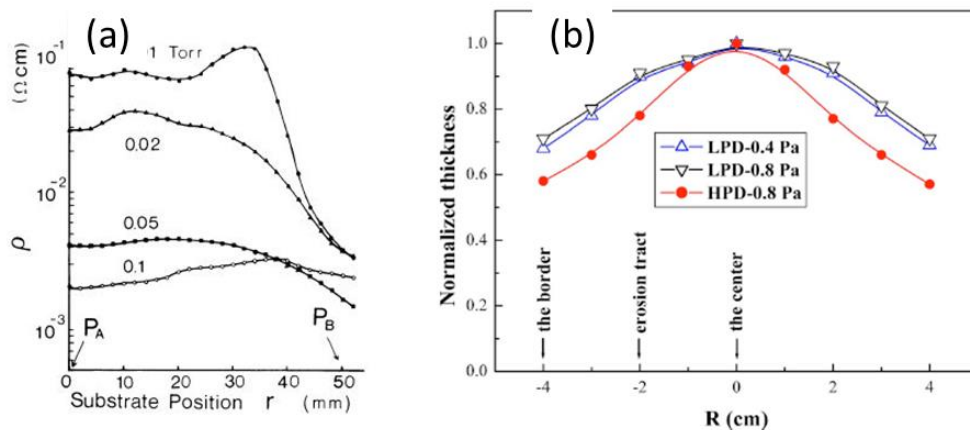 (a)
1 Torr
0.02
0.05
0.1
10⁻¹
10⁻²
10⁻³
(Ωcm)
ρ
P_A
P_B
0 10 20 30 40 50
Substrate Position r (mm)
(b)
1.0
0.8
0.6
0.4
0.2
0.0
Normalized thickness
LPD-0.4 Pa
LPD-0.8 Pa
HPD-0.8 Pa
the border
erosion tract
the center
-4 -2 0 2 4
R (cm)